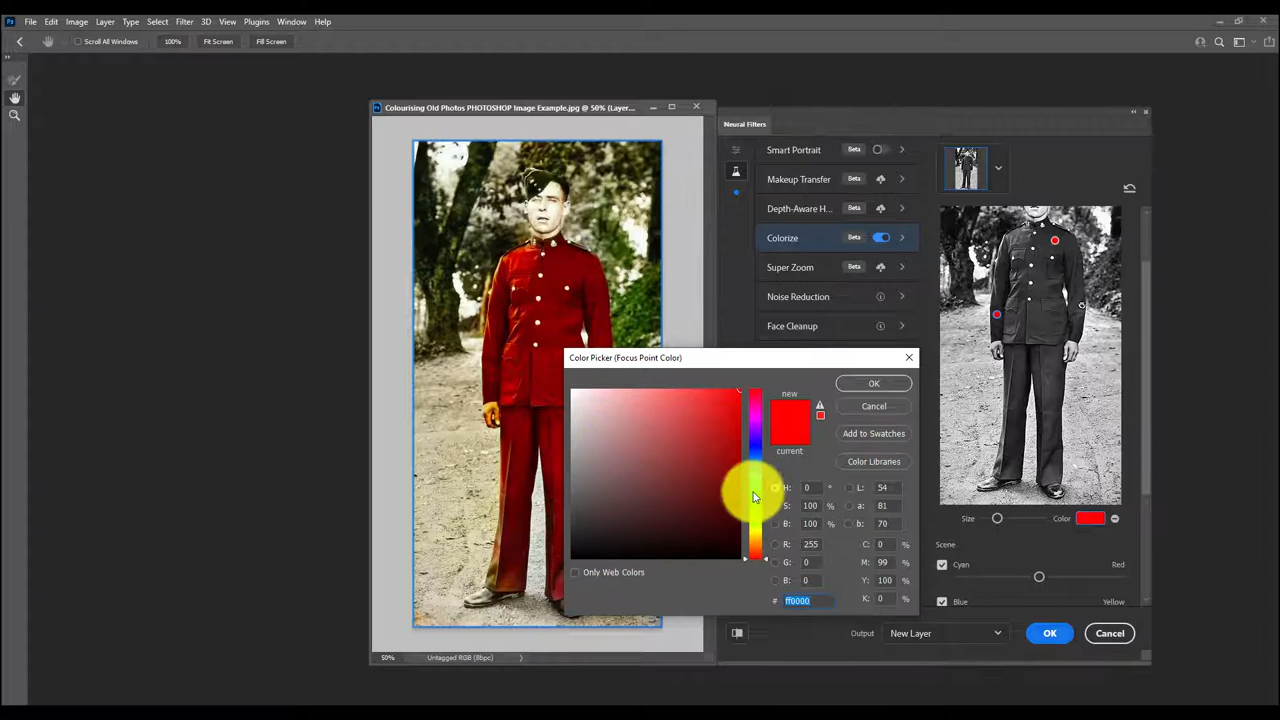 Ps File Edit Image Layer Type Select Filter 3D View Plugins Window Help
Scroll All Windows 100% Fit Screen Fill Screen
Colourising Old Photos PHOTOSHOP Image Example.jpg @ 50% (Layer...
Neural Filters
Smart Portrait Beta
Makeup Transfer Beta
Depth-Aware H... Beta
Colorize Beta
Super Zoom Beta
Noise Reduction
Face Cleanup
Color Picker (Focus Point Color)
new
current
OK
Cancel
Add to Swatches
Color Libraries
H: 0 ° L: 54
S: 100 % a: 81
B: 100 % b: 70
R: 255 C: 0 %
G: 0 M: 99 %
B: 0 Y: 100 %
# ff0000 K: 0 %
Only Web Colors
Size Color
Scene
Cyan Red
Blue Yellow
Output New Layer OK Cancel
50% Untagged RGB (8bpc)